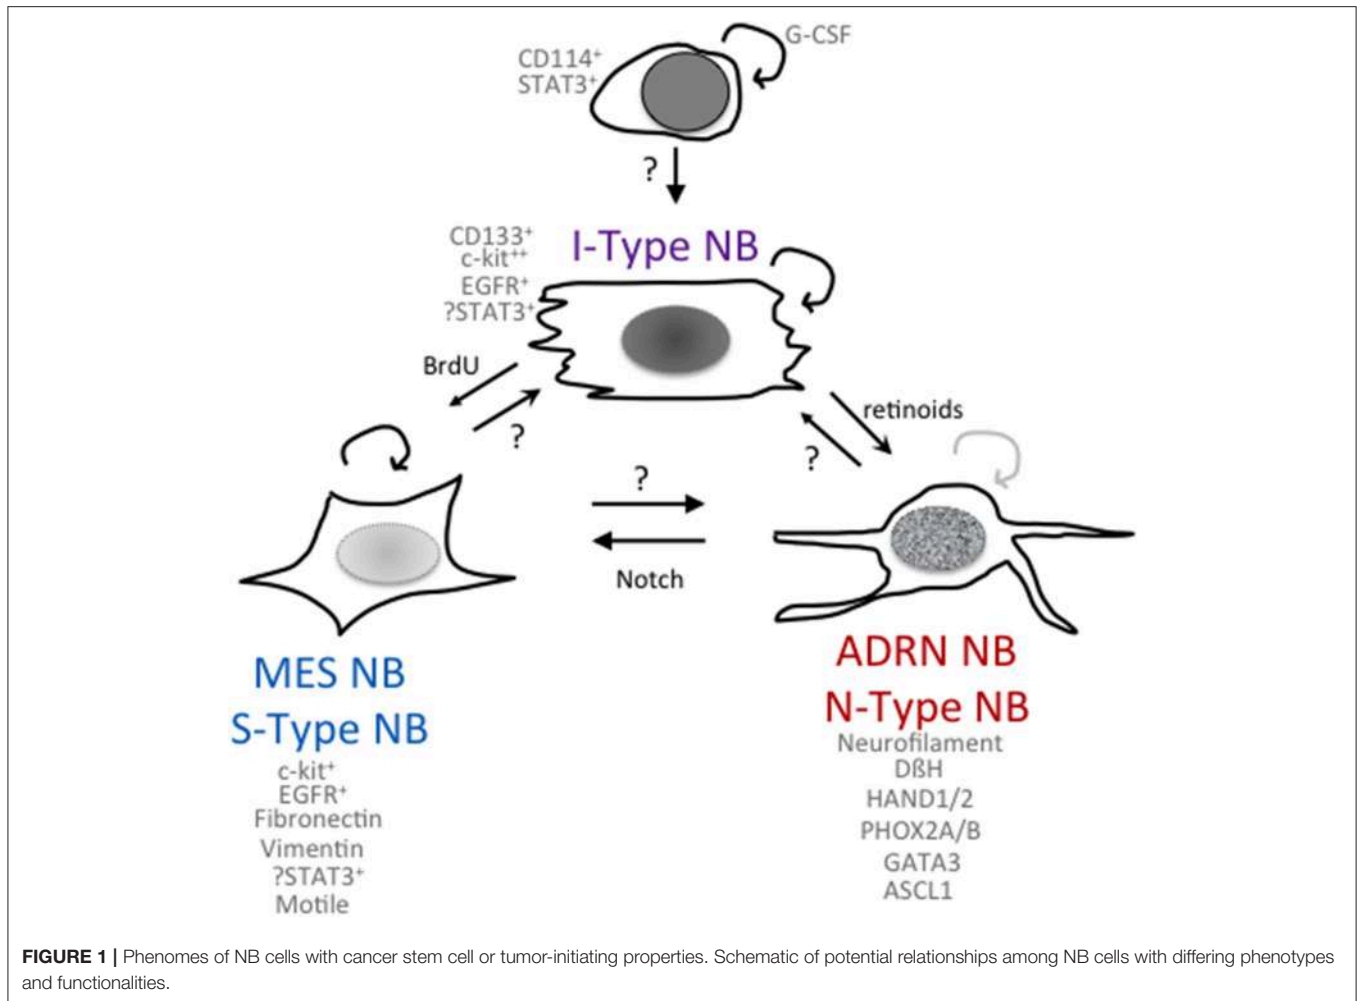 G-CSF
CD114⁺
STAT3⁺
?
CD133⁺
c-kit⁺⁺
EGFR⁺
?STAT3⁺
I-Type NB
BrdU
?
retinoids
?
?
Notch
MES NB
S-Type NB
c-kit⁺
EGFR⁺
Fibronectin
Vimentin
?STAT3⁺
Motile
ADRN NB
N-Type NB
Neurofilament
DßH
HAND1/2
PHOX2A/B
GATA3
ASCL1
FIGURE 1 | Phenomes of NB cells with cancer stem cell or tumor-initiating properties. Schematic of potential relationships among NB cells with differing phenotypes
and functionalities.